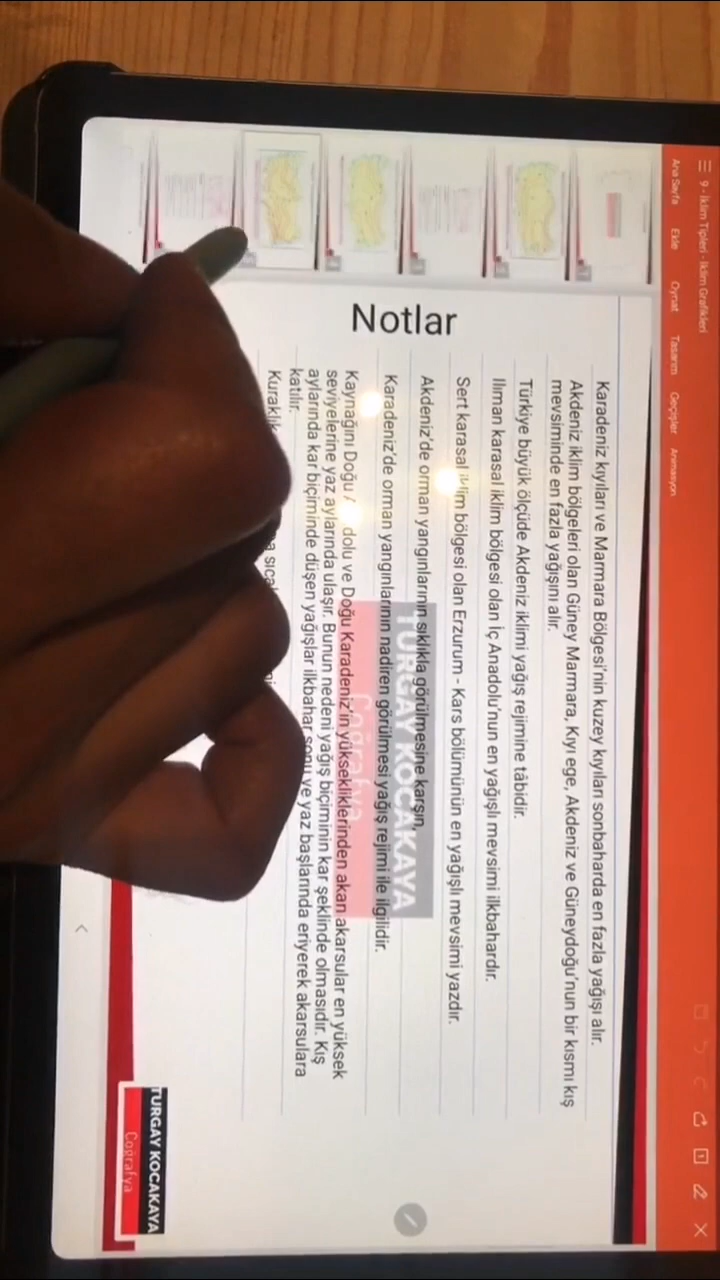 9 - İklim Tipleri - İklim Grafikleri
Ana Sayfa Ekle Oynat Tasarım Geçişler Animasyon
Notlar
Karadeniz kıyıları ve Marmara Bölgesi'nin kuzey kıyıları sonbaharda en fazla yağışı alır.
Akdeniz iklim bölgeleri olan Güney Marmara, Kıyı ege, Akdeniz ve Güneydoğu'nun bir kısmı kış
mevsiminde en fazla yağışını alır.
Türkiye büyük ölçüde Akdeniz iklimi yağış rejimine tâbidir.
Ilıman karasal iklim bölgesi olan İç Anadolu'nun en yağışlı mevsimi ilkbahardır.
Sert karasal iklim bölgesi olan Erzurum - Kars bölümünün en yağışlı mevsimi yazdır.
Akdeniz'de orman yangınlarının sıklıkla görülmesine karşın,
Karadeniz'de orman yangınlarının nadiren görülmesi yağış rejimi ile ilgilidir.
Kaynağını Doğu dolu ve Doğu Karadeniz'in yüksekliklerinden akan akarsular en yüksek
seviyelerine yaz aylarında ulaşır. Bunun nedeni yağış biçiminin kar şeklinde olmasıdır. Kış
aylarında kar biçiminde düşen yağışlar ilkbahar sonu ve yaz başlarında eriyerek akarsulara
katılır.
Kuraklık
TURGAY KOCAKAYA
Coğrafya
TURGAY KOCAKAYA
Coğrafya